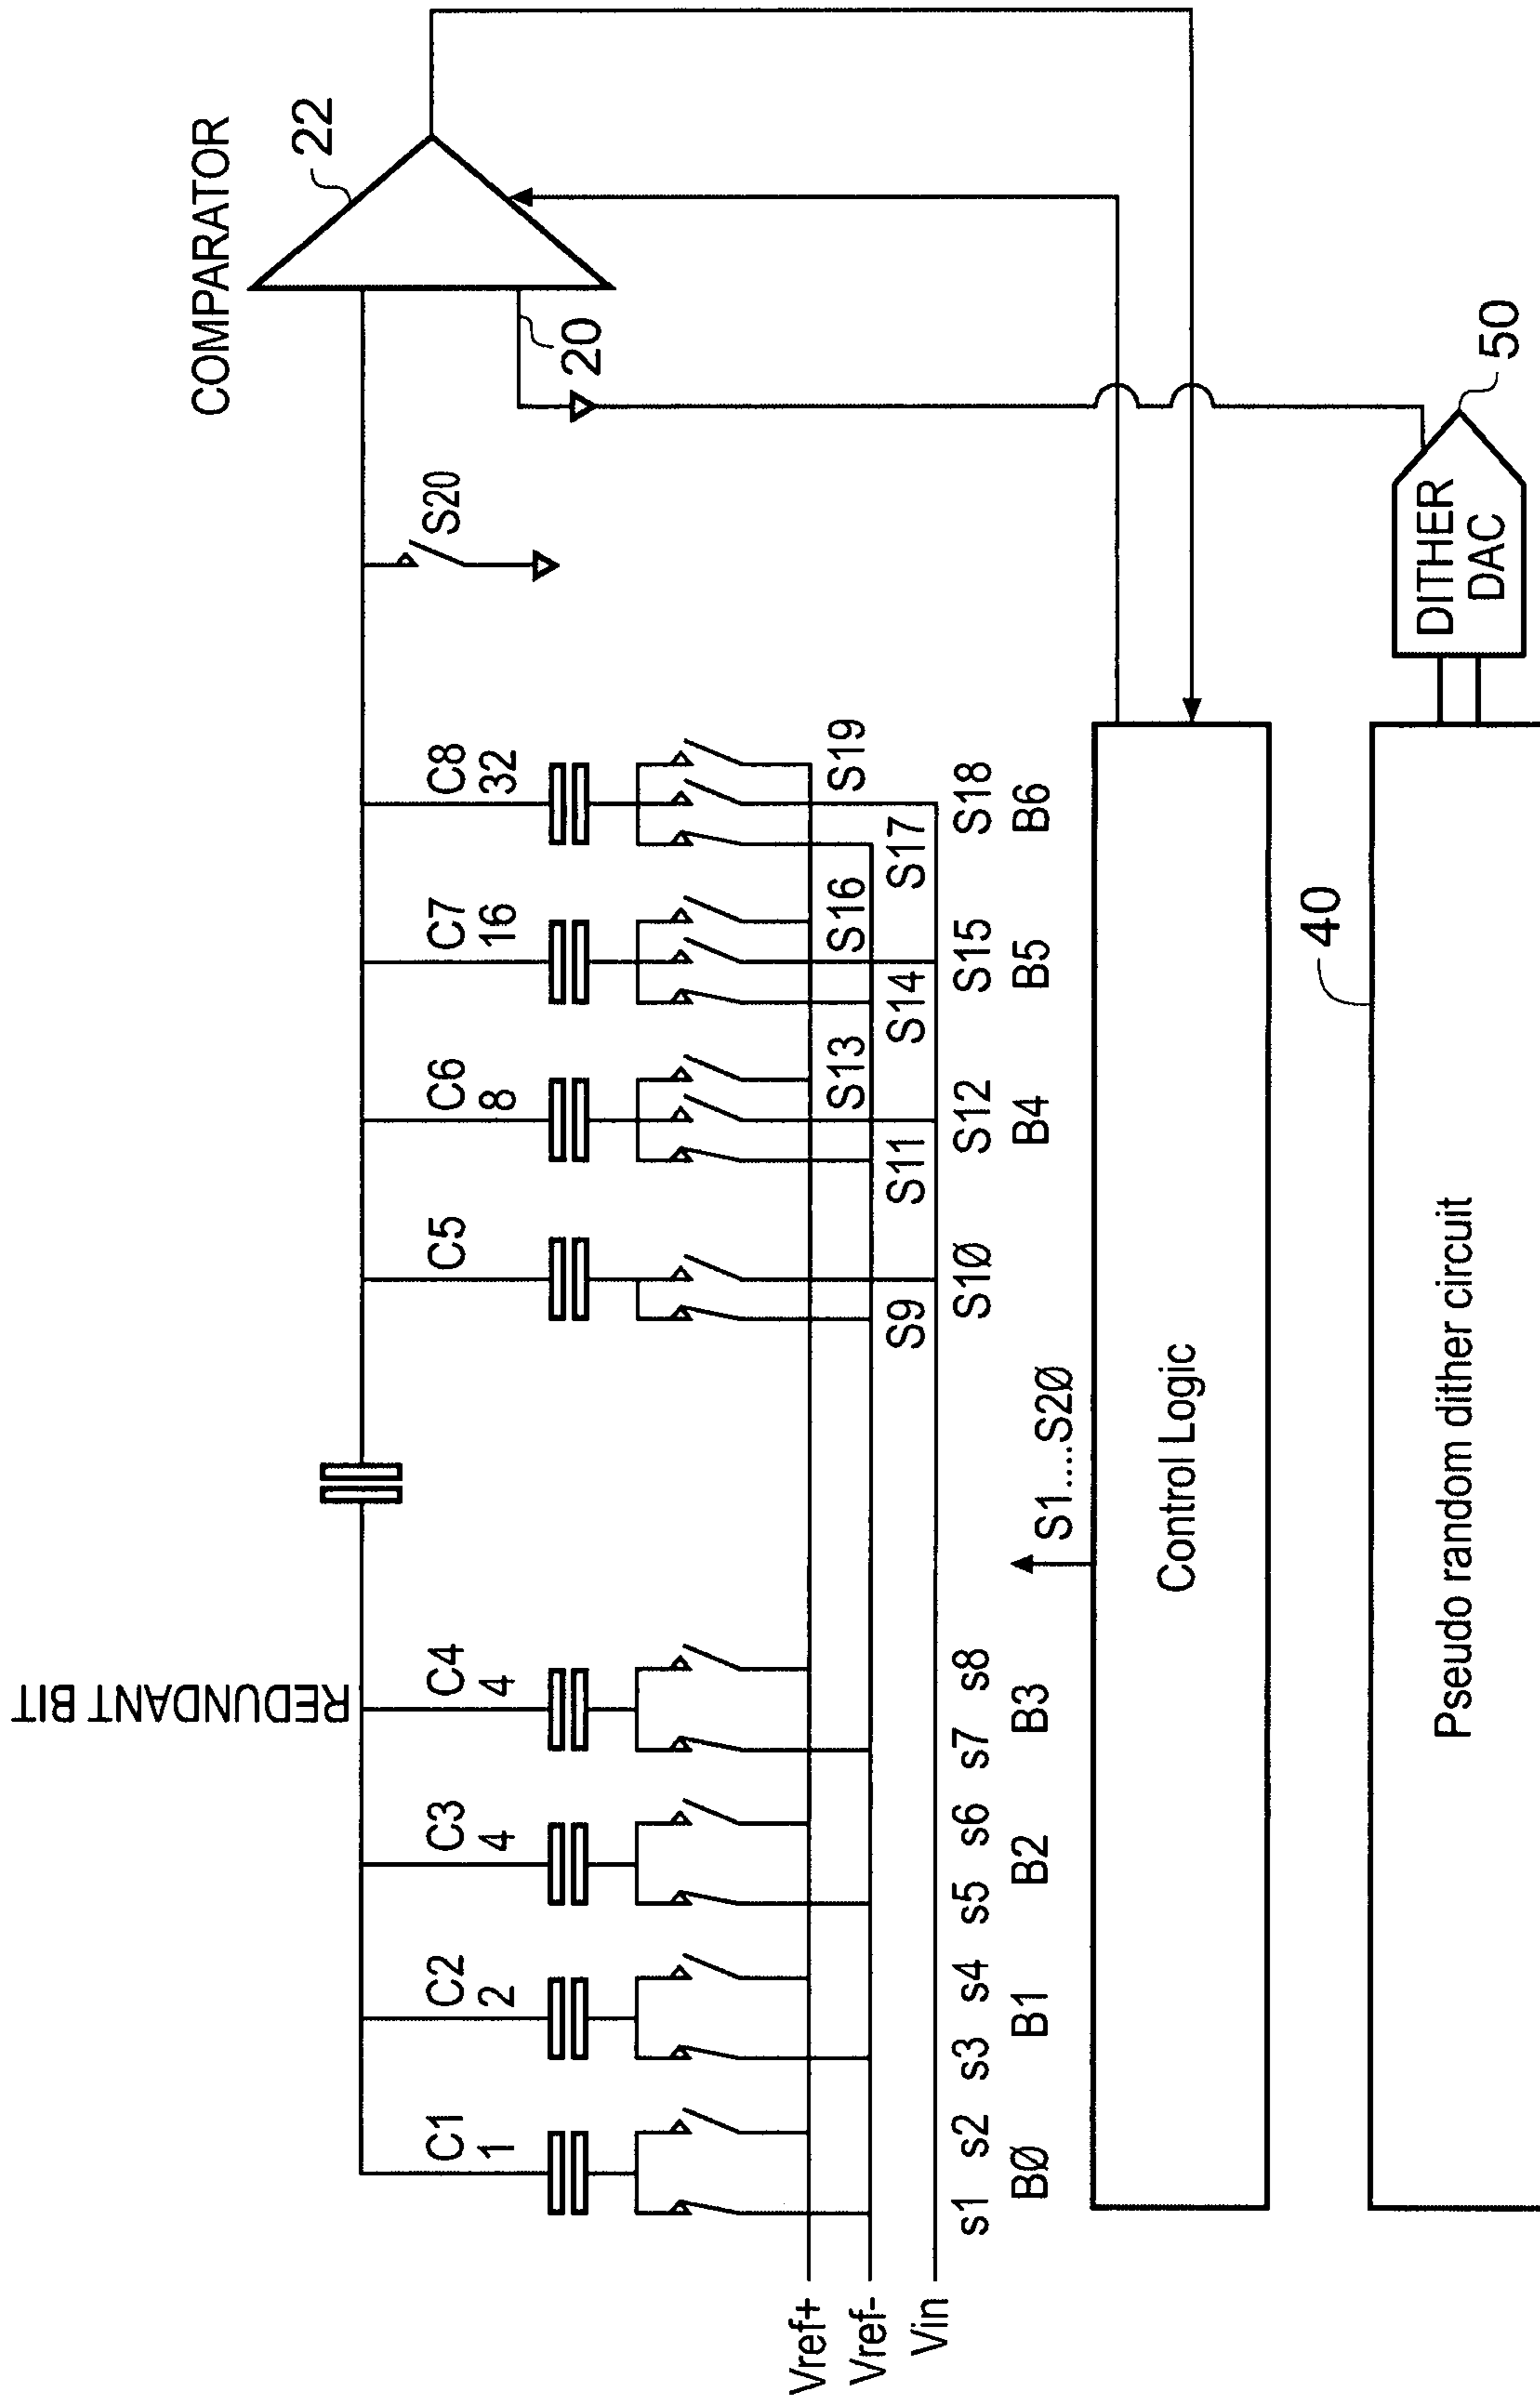 COMPARATOR
22
20
S20
REDUNDANT BIT
C1
1
C2
2
C3
4
C4
4
C5
C6
8
C7
16
C8
32
Vref+
Vref-
Vin
S13
S16
S19
S9
S11
S14
S17
s1
s2
s3
s4
s5
s6
s7
s8
S1Ø
S12
S15
S18
BØ
B1
B2
B3
B4
B5
B6
S1....S2Ø
Control Logic
40
Pseudo random dither circuit
DITHER
DAC
50